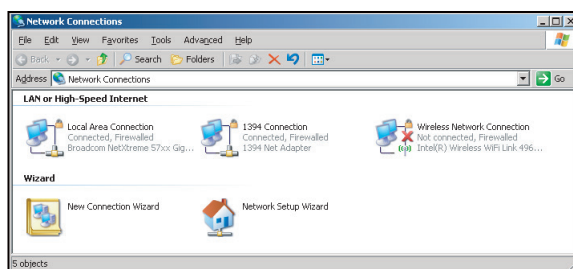 Network Connections
File Edit View Favorites Tools Advanced Help
Back Search Folders
Address Network Connections Go
LAN or High-Speed Internet
Local Area Connection
Connected, Firewalled
Broadcom NetXtreme 57xx Gig...
1394 Connection
Connected, Firewalled
1394 Net Adapter
Wireless Network Connection
Not connected, Firewalled
Intel(R) Wireless WiFi Link 496...
Wizard
New Connection Wizard
Network Setup Wizard
5 objects